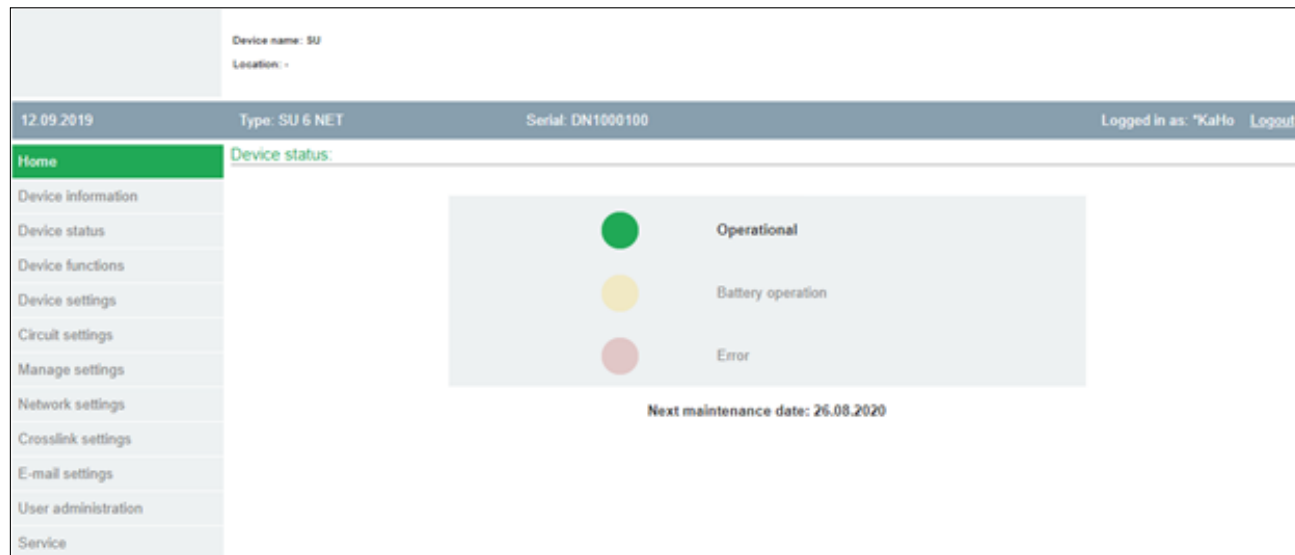 Device name: SU
Location: -
12.09.2019 Type: SU 6 NET Serial: DN1000100 Logged in as: *KaHo Logout
Home
Device status:
Device information
Device status
Device functions
Device settings
Circuit settings
Manage settings
Network settings
Crosslink settings
E-mail settings
User administration
Service
Operational
Battery operation
Error
Next maintenance date: 26.08.2020